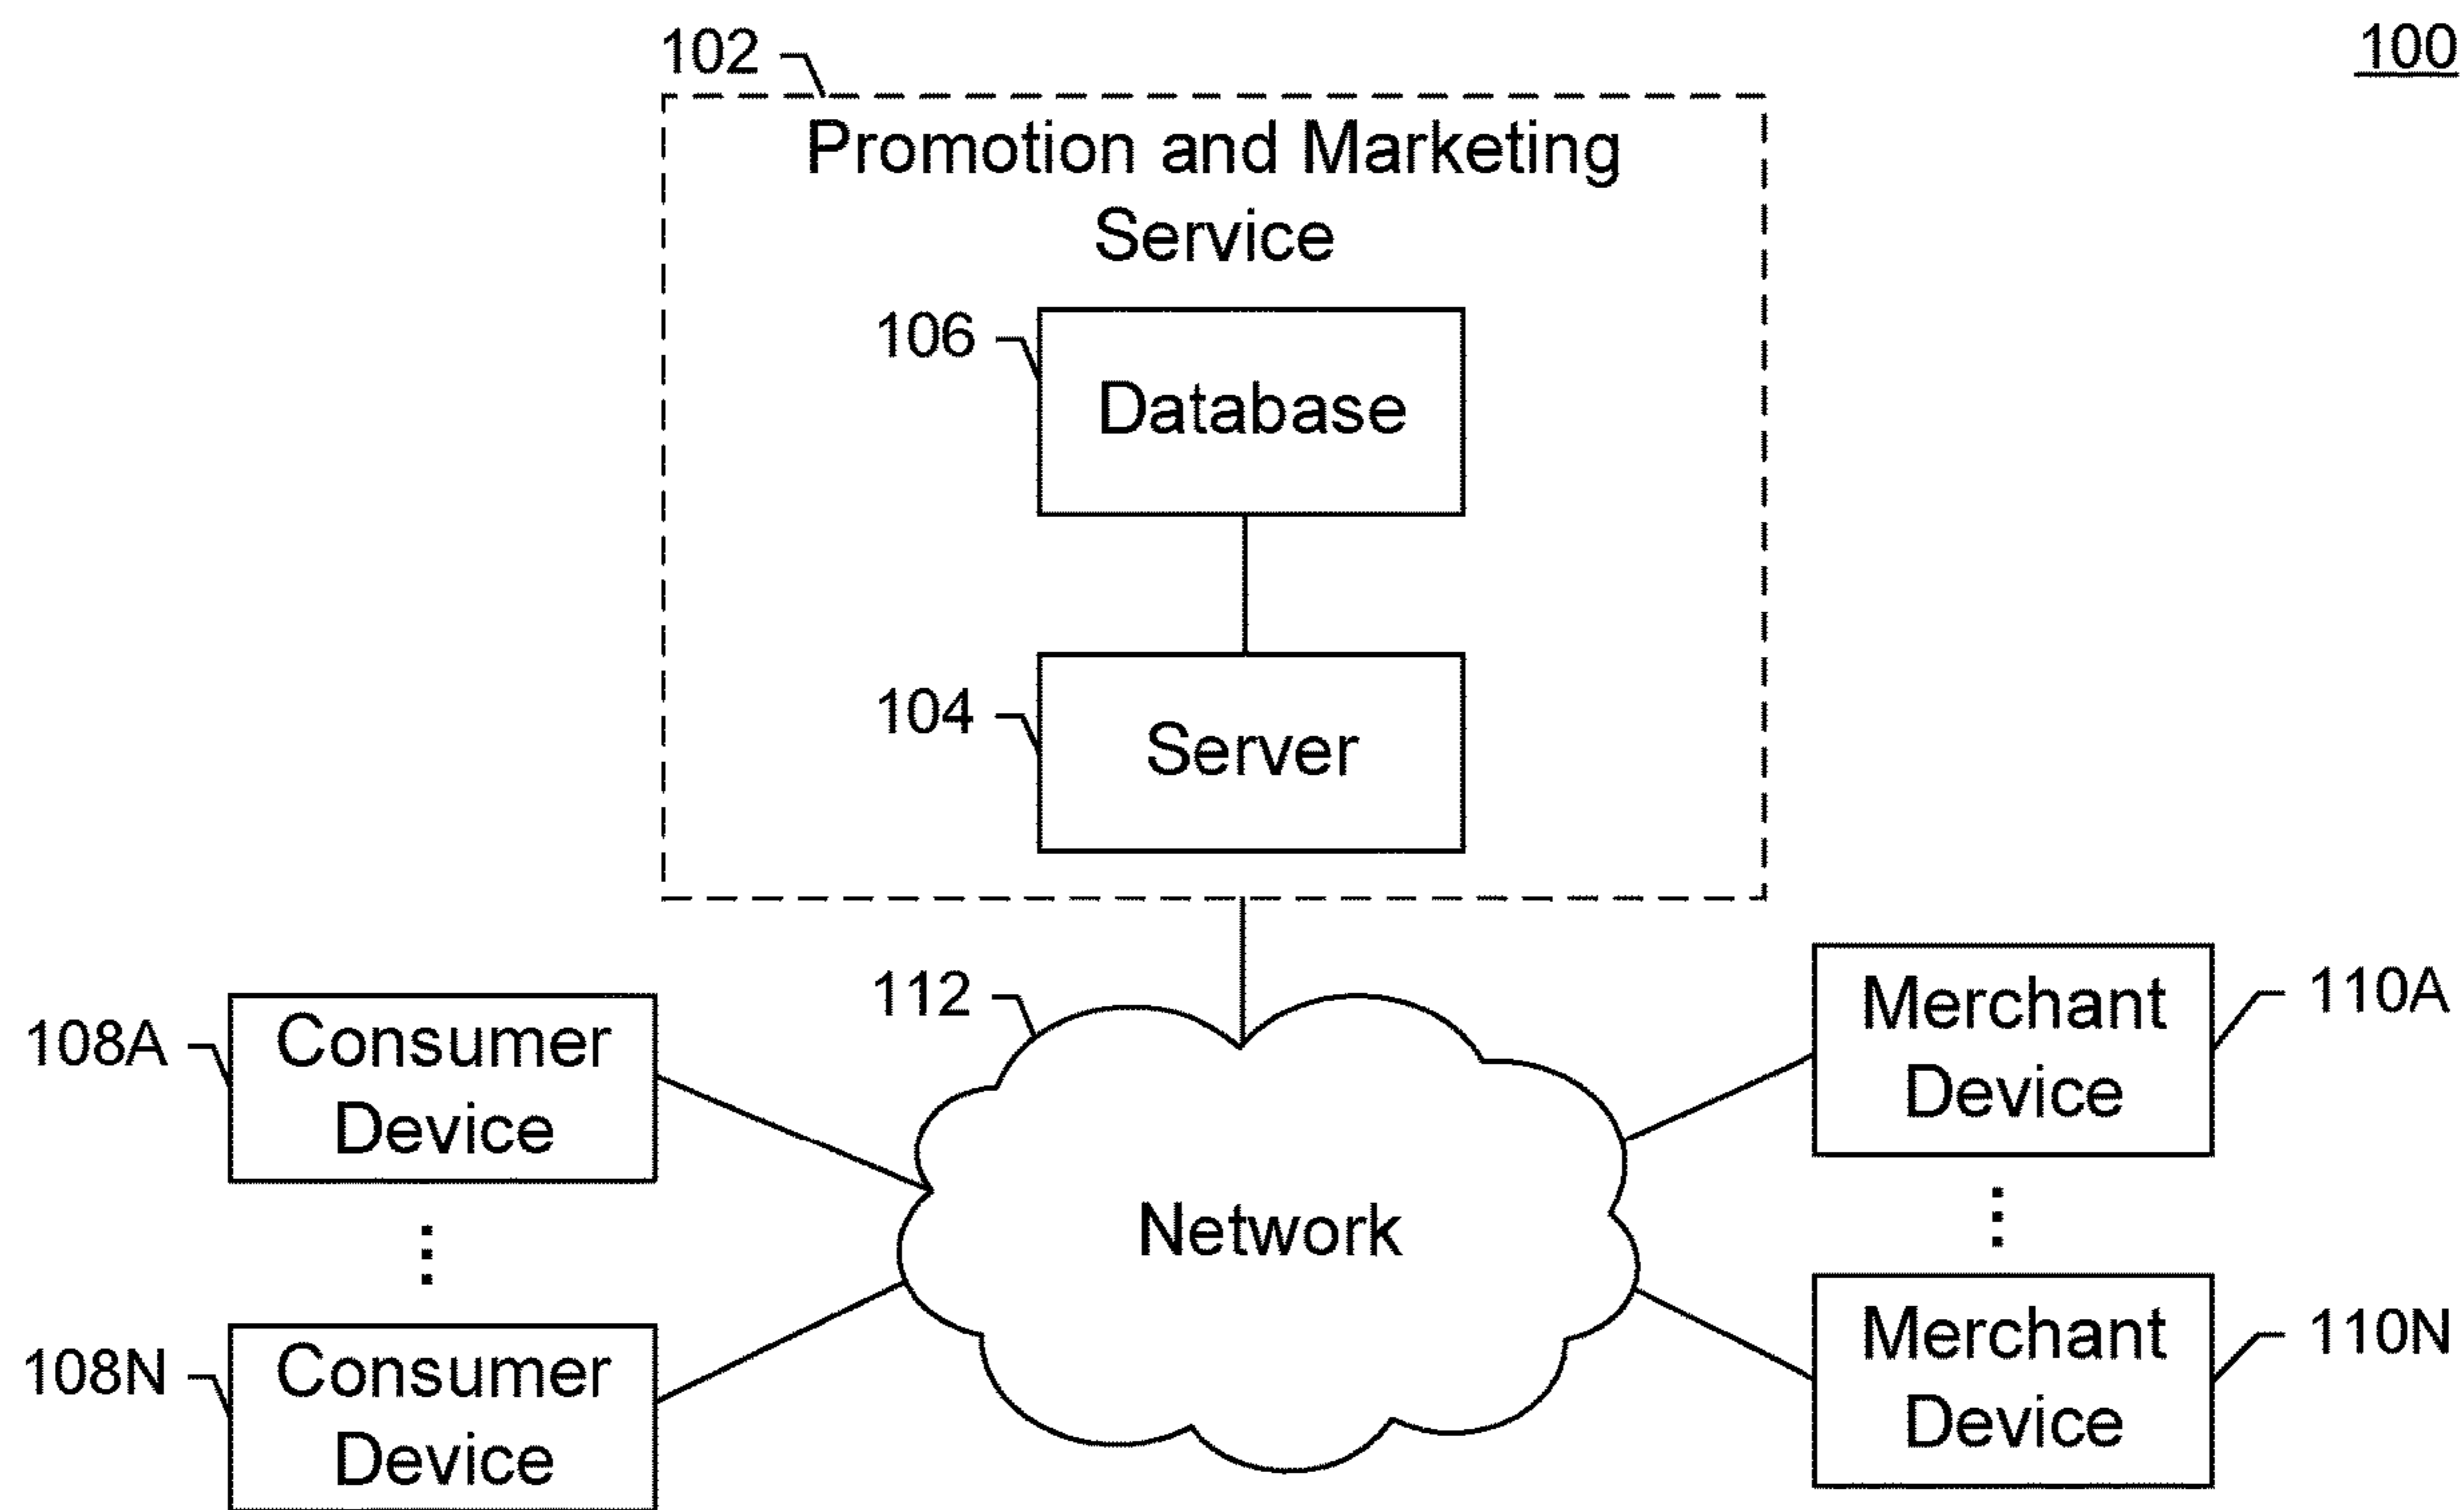 100
102
Promotion and Marketing
Service
106
Database
104
Server
112
108A
Consumer
Device
108N
Consumer
Device
Network
Merchant
Device
110A
Merchant
Device
110N